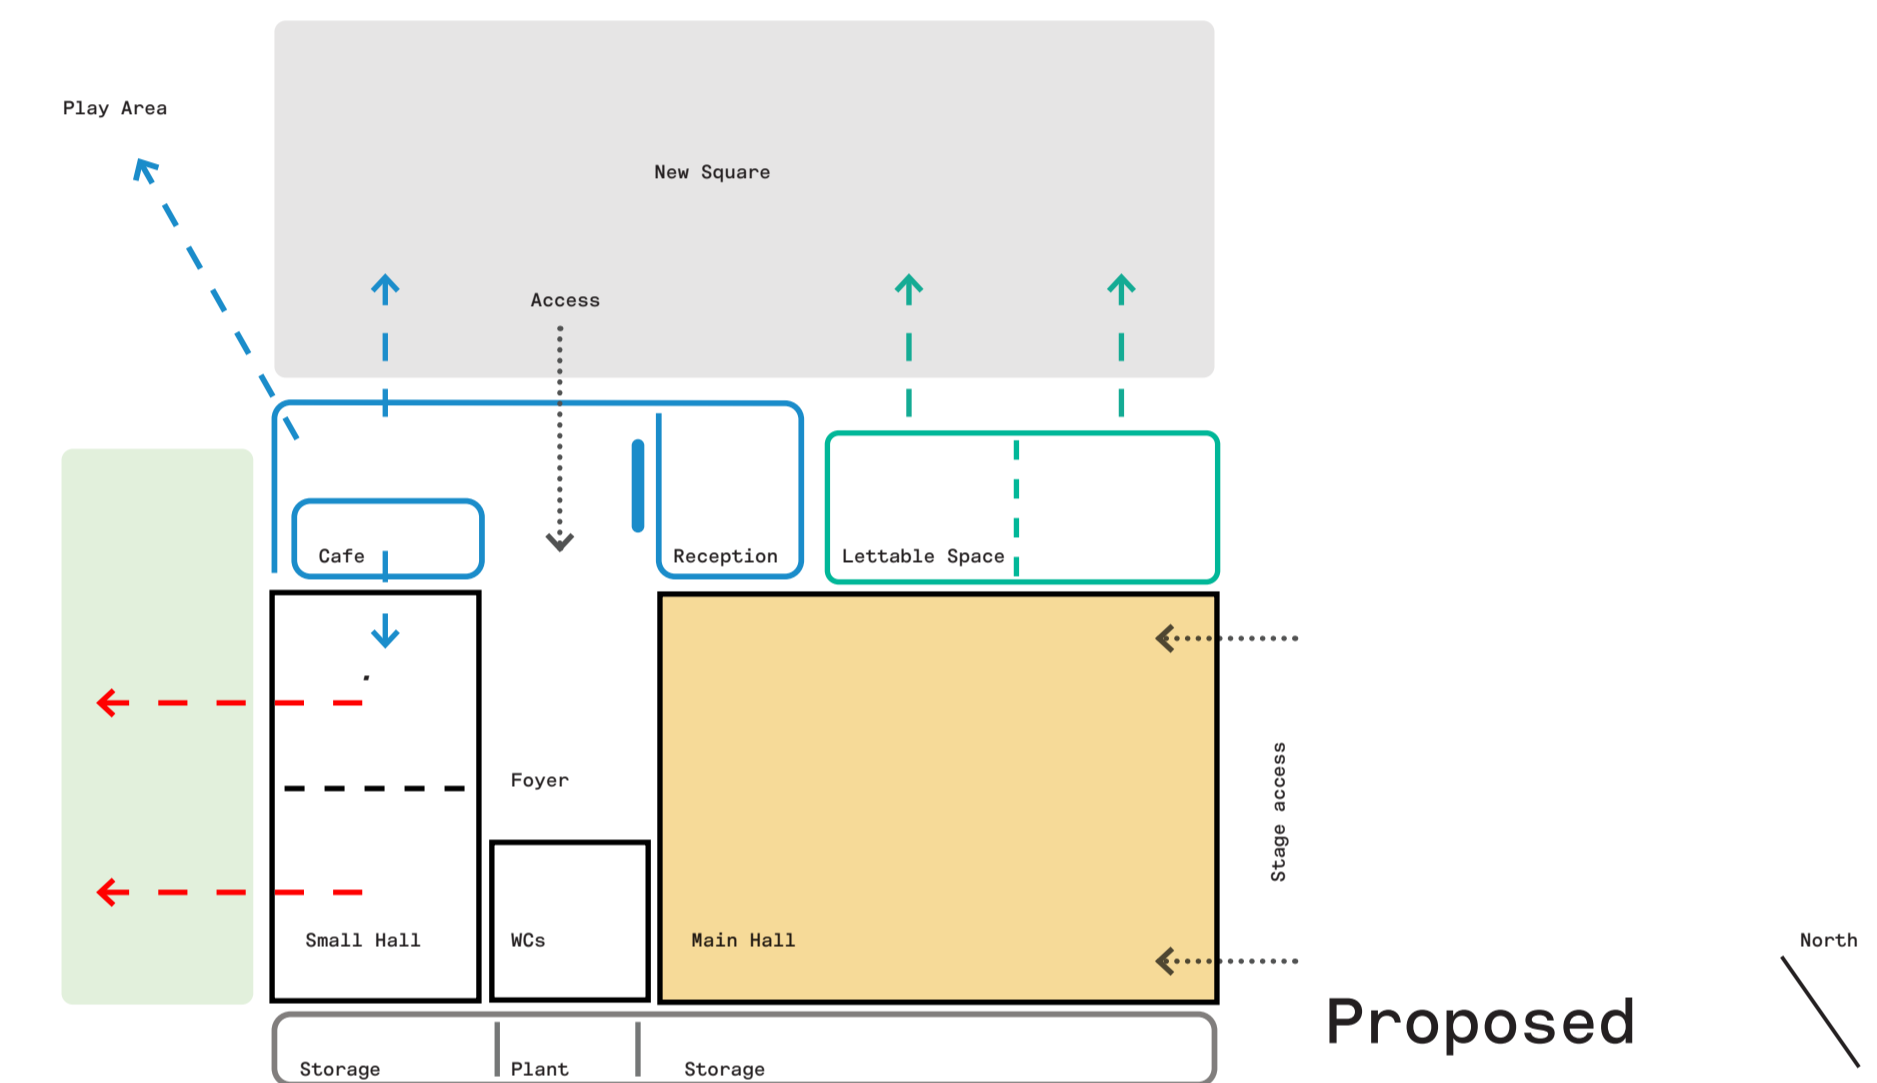 Play Area
New Square
Access
Cafe
Reception
Lettable Space
Stage access
Foyer
Small Hall
WCs
Main Hall
North
Proposed
Storage
Plant
Storage